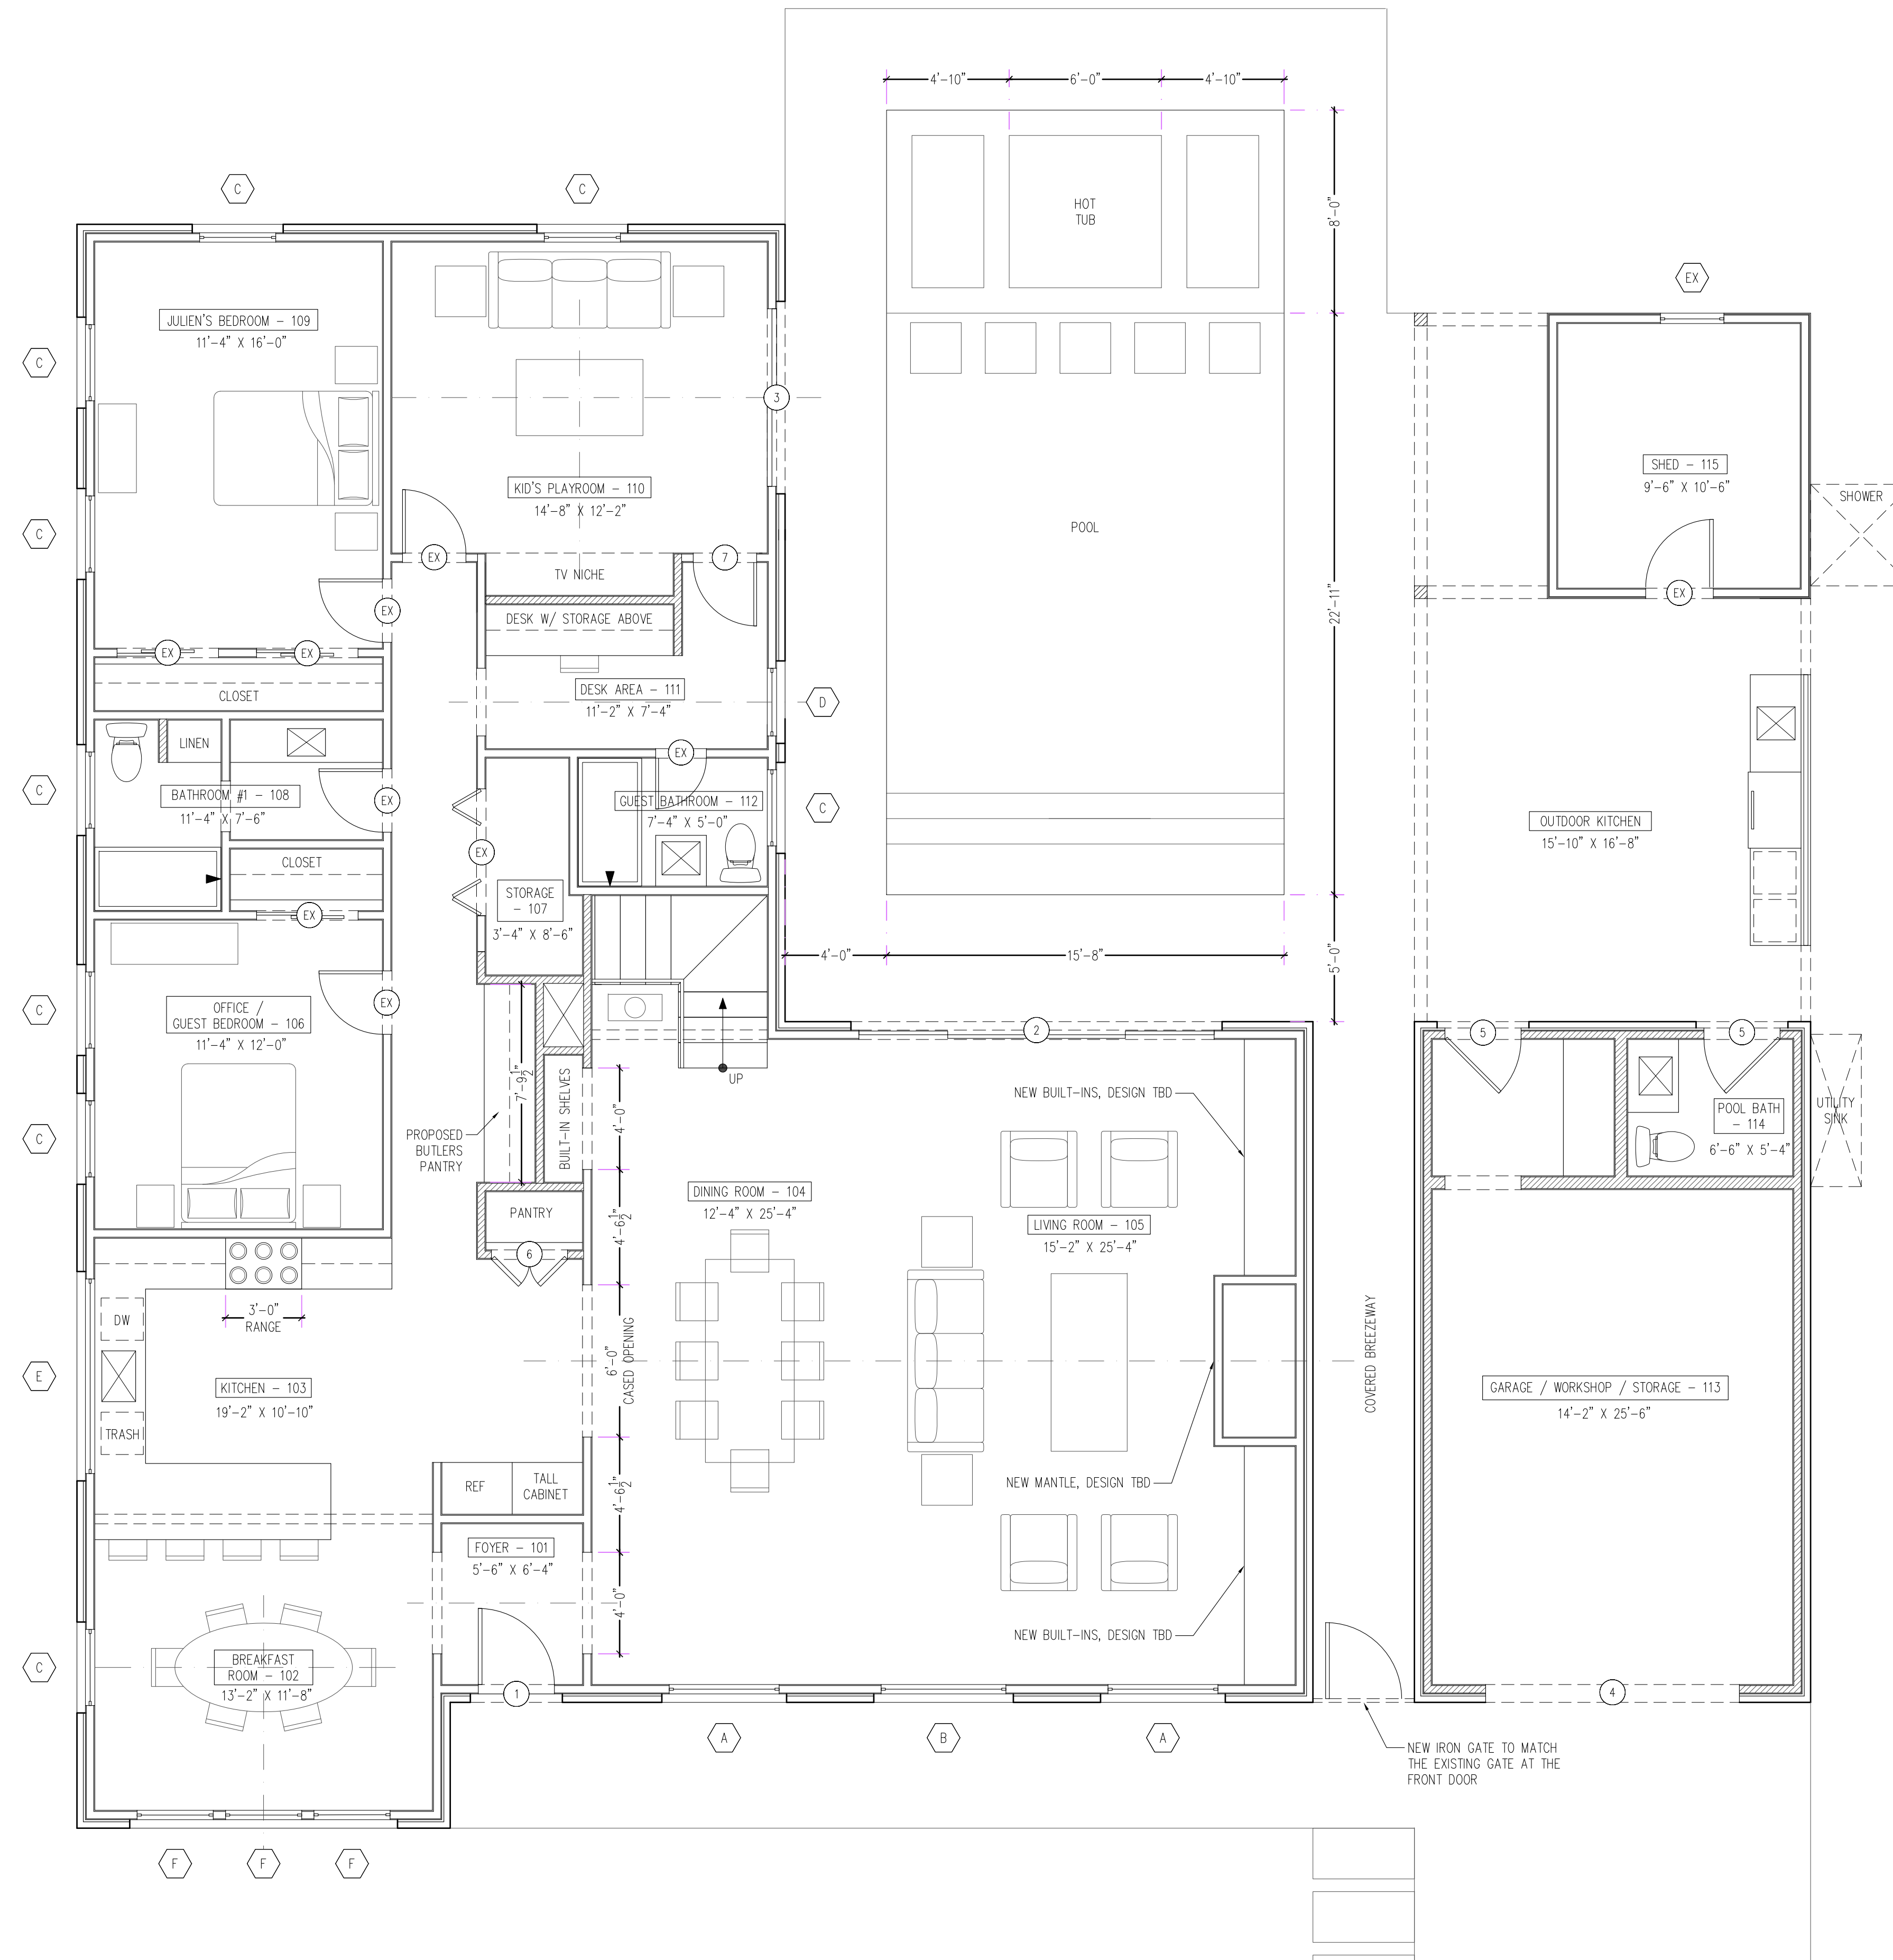 4'-10"
6'-0"
4'-10"
HOT
TUB
8'-0"
C
C
EX
JULIEN'S BEDROOM - 109
11'-4" X 16'-0"
C
3
KID'S PLAYROOM - 110
14'-8" X 12'-2"
SHED - 115
9'-6" X 10'-6"
SHOWER
POOL
C
EX
7
TV NICHE
EX
DESK W/ STORAGE ABOVE
22'-11"
EX
EX
EX
CLOSET
DESK AREA - 111
11'-2" X 7'-4"
D
LINEN
EX
BATHROOM #1 - 108
11'-4" X 7'-6"
C
EX
GUEST BATHROOM - 112
7'-4" X 5'-0"
C
OUTDOOR KITCHEN
15'-10" X 16'-8"
CLOSET
EX
EX
STORAGE
- 107
3'-4" X 8'-6"
4'-0"
15'-8"
5'-0"
OFFICE /
GUEST BEDROOM - 106
11'-4" X 12'-0"
C
EX
2
5
5
UP
7'-9 1/2"
BUILT-IN SHELVES
4'-0"
NEW BUILT-INS, DESIGN TBD
POOL BATH
- 114
6'-6" X 5'-4"
UTILITY
SINK
C
PROPOSED
BUTLERS
PANTRY
PANTRY
6
4'-6 1/2"
DINING ROOM - 104
12'-4" X 25'-4"
LIVING ROOM - 105
15'-2" X 25'-4"
3'-0"
RANGE
DW
E
KITCHEN - 103
19'-2" X 10'-10"
TRASH
6'-0"
CASED OPENING
COVERED BREEZEWAY
GARAGE / WORKSHOP / STORAGE - 113
14'-2" X 25'-6"
REF
TALL
CABINET
4'-6 1/2"
NEW MANTLE, DESIGN TBD
FOYER - 101
5'-6" X 6'-4"
4'-0"
NEW BUILT-INS, DESIGN TBD
C
BREAKFAST
ROOM - 102
13'-2" X 11'-8"
1
4
A
B
A
NEW IRON GATE TO MATCH
THE EXISTING GATE AT THE
FRONT DOOR
F
F
F